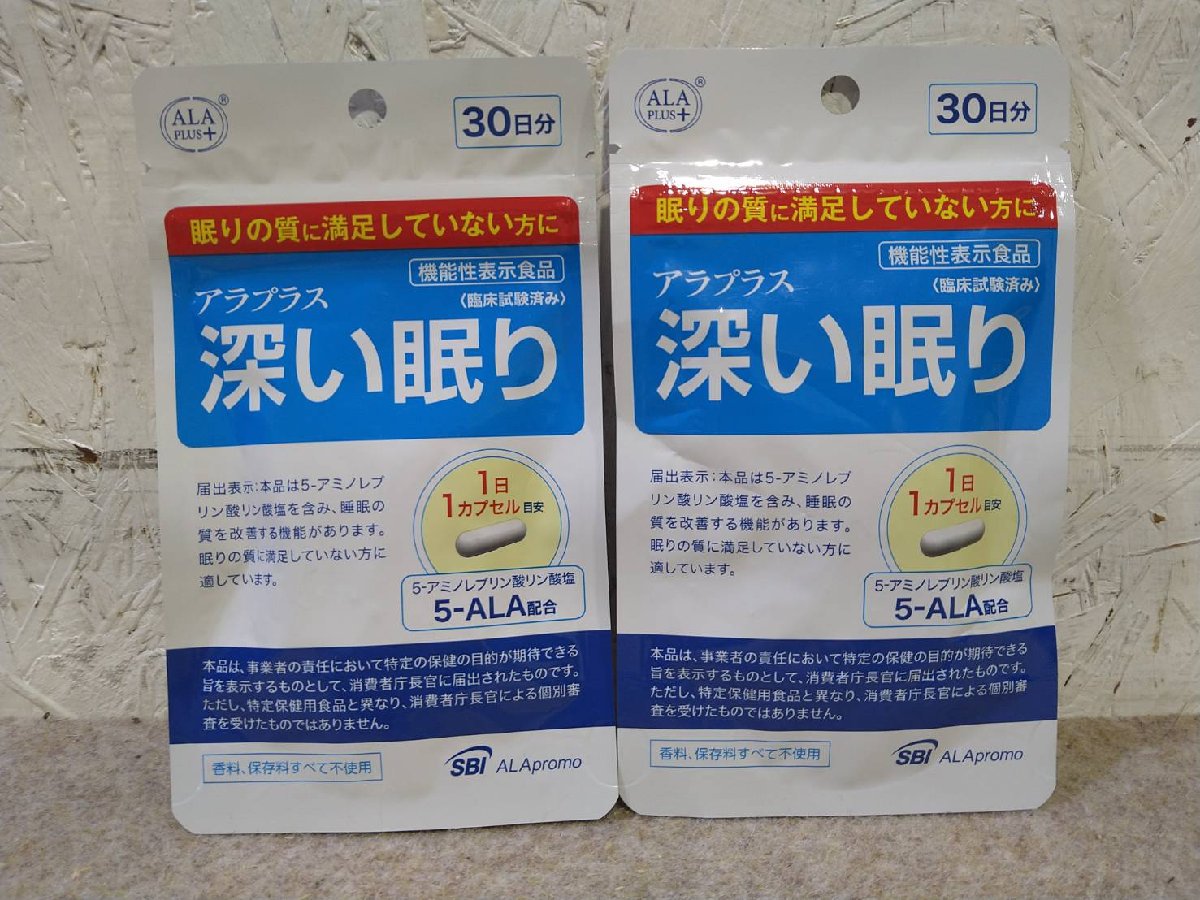 ALA
PLUS+
®
30日分
眠りの質に満足していない方に
機能性表示食品
アラプラス
〈臨床試験済み〉
深い眠り
届出表示:本品は5-アミノレブ
リン酸リン酸塩を含み、睡眠の
質を改善する機能があります。
眠りの質に満足していない方に
適しています。
1日
1カプセル目安
5-アミノレブリン酸リン酸塩
5-ALA配合
本品は、事業者の責任において特定の保健の目的が期待できる
旨を表示するものとして、消費者庁長官に届出されたものです。
ただし、特定保健用食品と異なり、消費者庁長官による個別審
査を受けたものではありません。
香料、保存料すべて不使用
SBI ALApromo
ALA
PLUS+
®
30日分
眠りの質に満足していない方に
機能性表示食品
アラプラス
〈臨床試験済み〉
深い眠り
届出表示:本品は5-アミノレブ
リン酸リン酸塩を含み、睡眠の
質を改善する機能があります。
眠りの質に満足していない方に
適しています。
1日
1カプセル目安
5-アミノレブリン酸リン酸塩
5-ALA配合
本品は、事業者の責任において特定の保健の目的が期待できる
旨を表示するものとして、消費者庁長官に届出されたものです。
ただし、特定保健用食品と異なり、消費者庁長官による個別審
査を受けたものではありません。
香料、保存料すべて不使用
SBI ALApromo